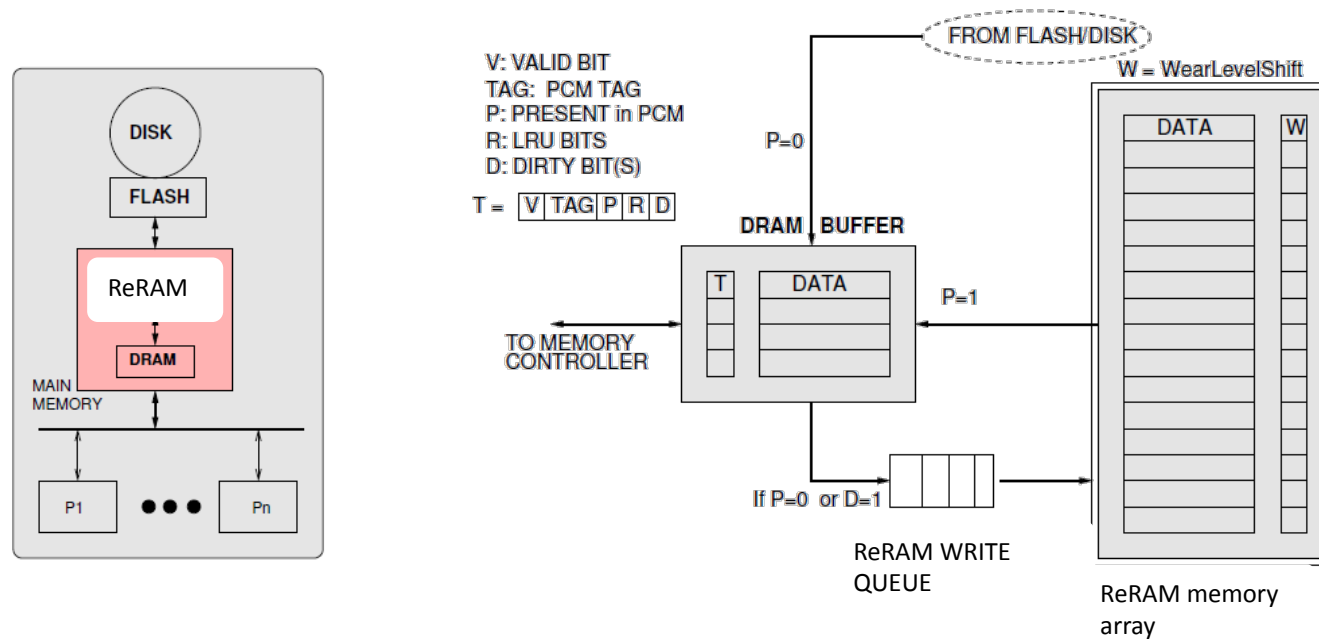 DISK
FLASH
ReRAM
DRAM
MAIN
MEMORY
P1
Pn
V: VALID BIT
TAG: PCM TAG
P: PRESENT in PCM
R: LRU BITS
D: DIRTY BIT(S)
T = V TAG P R D
FROM FLASH/DISK
P=0
DRAM BUFFER
T DATA
TO MEMORY
CONTROLLER
P=1
If P=0 or D=1
ReRAM WRITE
QUEUE
W = WearLevelShift
DATA W
ReRAM memory
array